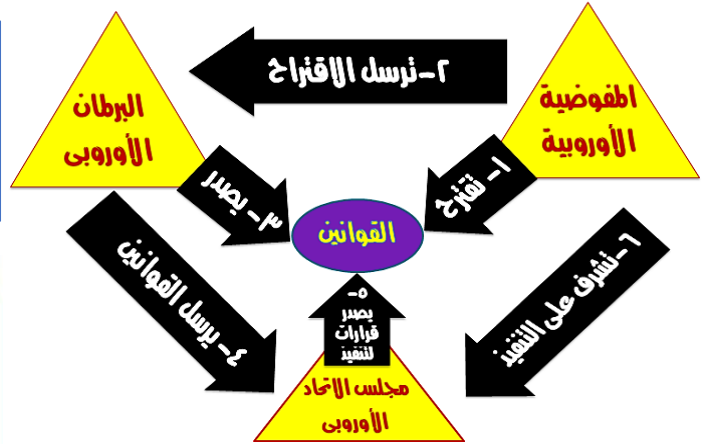 المفوضية
الأوروبية
٢-ترسل الاقتراح
البرلمان
الأوروبى
١- تقترح
٣- يصدر
القوانين
٤- يرسل القوانين
٥-
يصدر
قرارات
لتنفيذ
٦-تشرف على التنفيذ
مجلس الاتحاد
الأوروبى